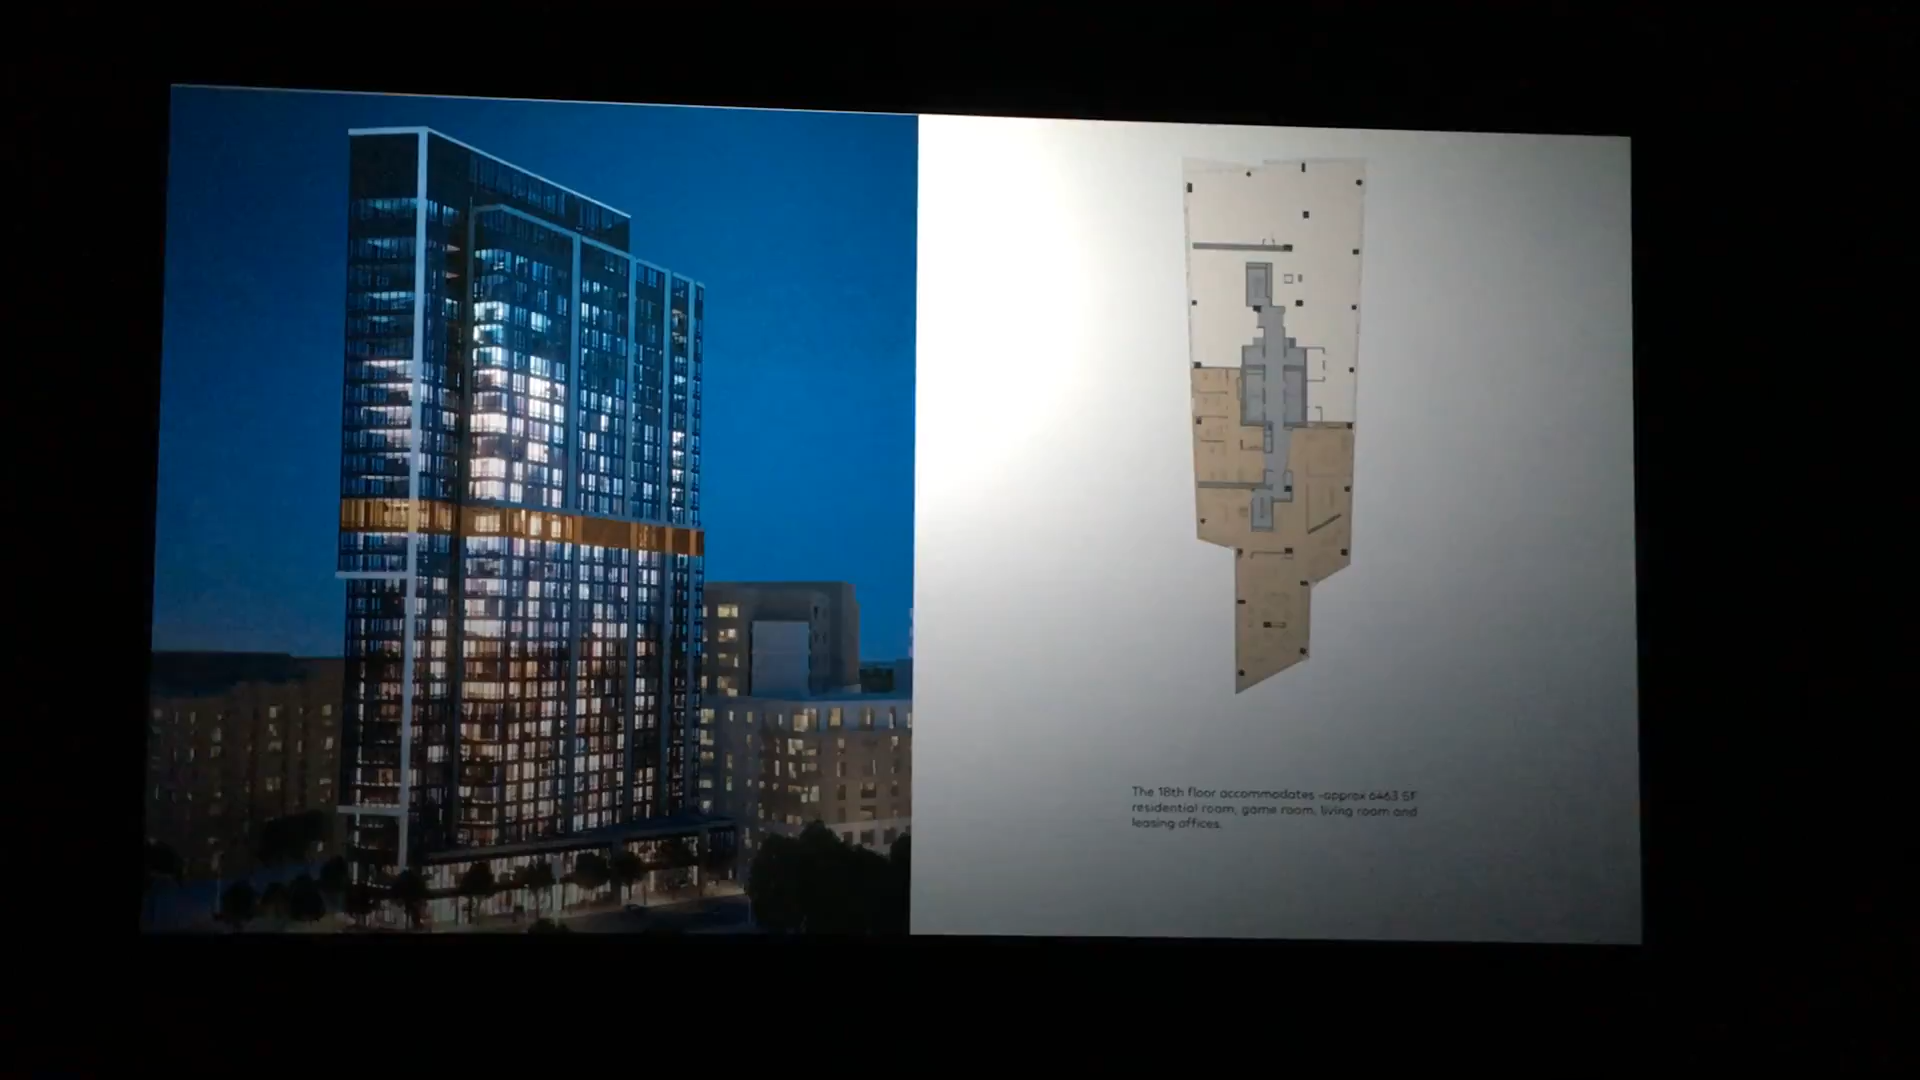 The 18th floor accommodates -approx 6463 SF
residential room, game room, living room and
leasing offices.